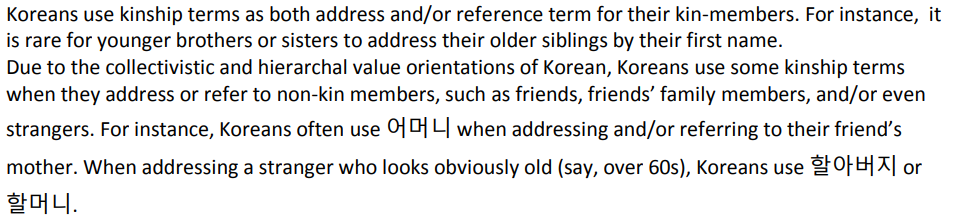 Koreans use kinship terms as both address and/or reference term for their kin-members. For instance, it
is rare for younger brothers or sisters to address their older siblings by their first name.
Due to the collectivistic and hierarchal value orientations of Korean, Koreans use some kinship terms
when they address or refer to non-kin members, such as friends, friends' family members, and/or even
strangers. For instance, Koreans often use 어머니 when addressing and/or referring to their friend's
mother. When addressing a stranger who looks obviously old (say, over 60s), Koreans use 할아버지 or
할머니.